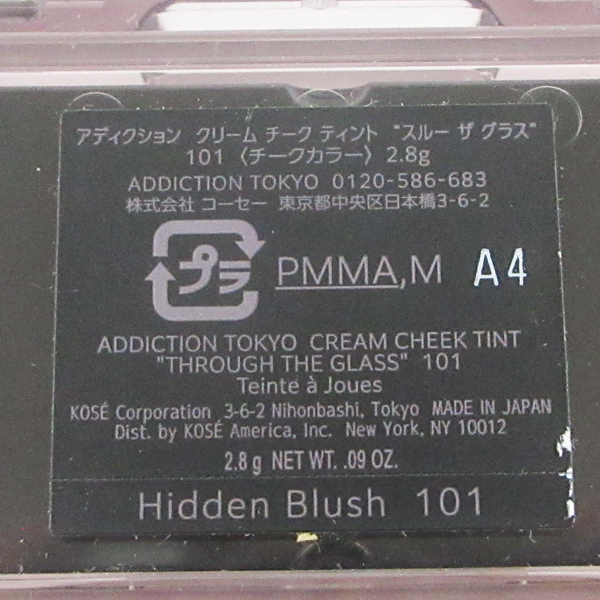 アディクション クリーム チーク ティント "スルー ザ グラス"
101 〈チークカラー〉 2.8g
ADDICTION TOKYO 0120-586-683
株式会社 コーセー 東京都中央区日本橋3-6-2
プラ PMMA,M A4
ADDICTION TOKYO CREAM CHEEK TINT
"THROUGH THE GLASS" 101
Teinte à Joues
KOSÉ Corporation 3-6-2 Nihonbashi, Tokyo MADE IN JAPAN
Dist. by KOSÉ America, Inc. New York, NY 10012
2.8 g NET WT. .09 OZ.
Hidden Blush 101